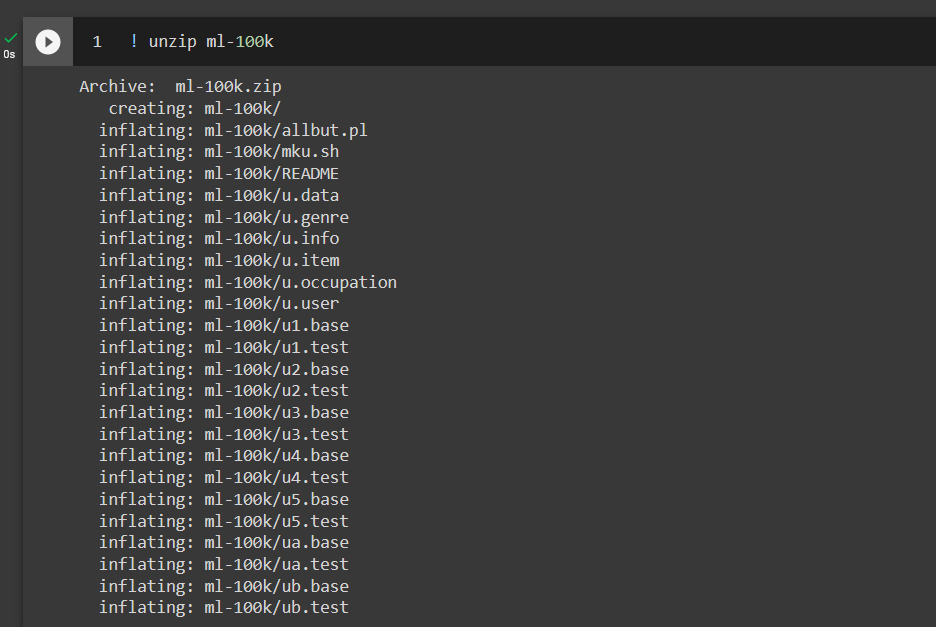 0s
1 ! unzip ml-100k
Archive:  ml-100k.zip
   creating: ml-100k/
  inflating: ml-100k/allbut.pl
  inflating: ml-100k/mku.sh
  inflating: ml-100k/README
  inflating: ml-100k/u.data
  inflating: ml-100k/u.genre
  inflating: ml-100k/u.info
  inflating: ml-100k/u.item
  inflating: ml-100k/u.occupation
  inflating: ml-100k/u.user
  inflating: ml-100k/u1.base
  inflating: ml-100k/u1.test
  inflating: ml-100k/u2.base
  inflating: ml-100k/u2.test
  inflating: ml-100k/u3.base
  inflating: ml-100k/u3.test
  inflating: ml-100k/u4.base
  inflating: ml-100k/u4.test
  inflating: ml-100k/u5.base
  inflating: ml-100k/u5.test
  inflating: ml-100k/ua.base
  inflating: ml-100k/ua.test
  inflating: ml-100k/ub.base
  inflating: ml-100k/ub.test